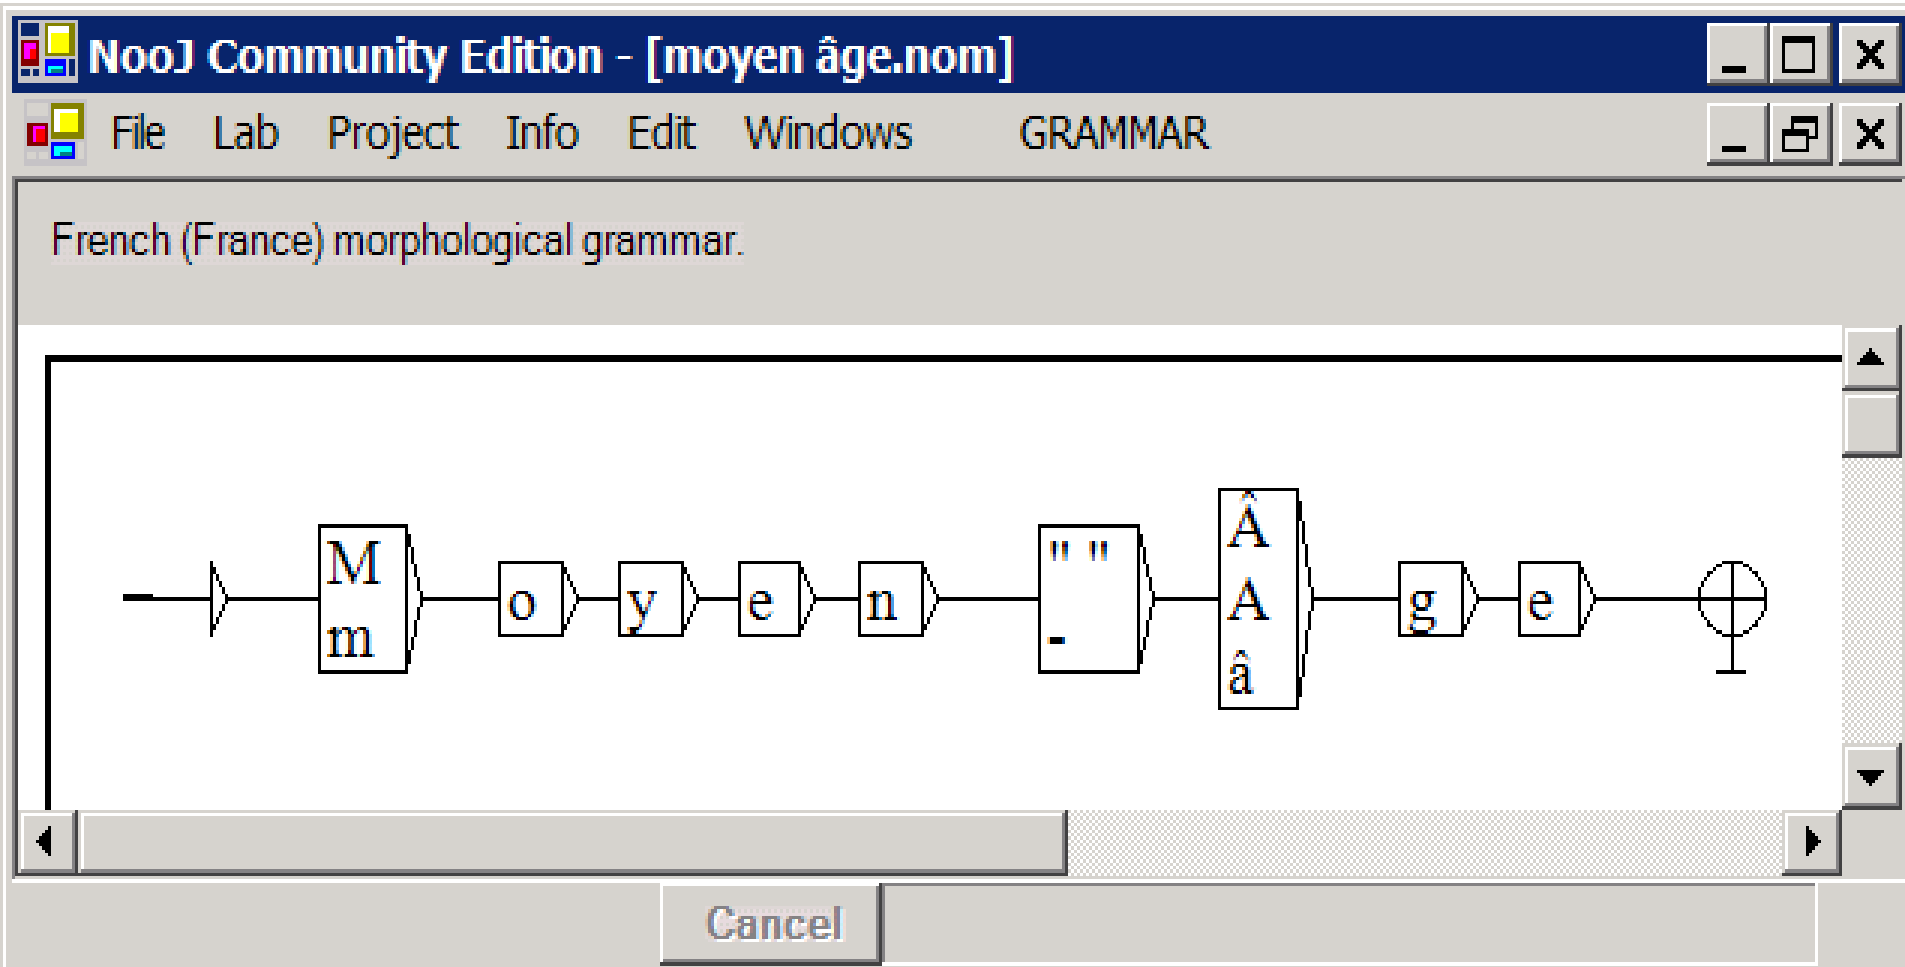 NooJ Community Edition - [moyen âge.nom]
File Lab Project Info Edit Windows GRAMMAR
French (France) morphological grammar.
M
m
o
y
e
n
" "
-
Â
A
â
g
e
Cancel